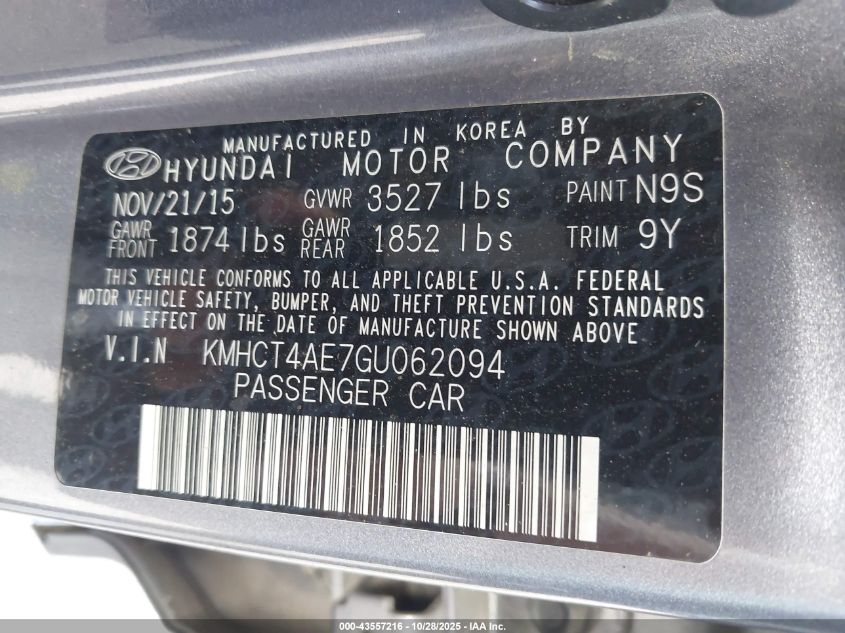 MANUFACTURED IN KOREA BY
HYUNDAI MOTOR COMPANY
NOV/21/15 GVWR 3527 lbs PAINT N9S
GAWR FRONT 1874 lbs GAWR REAR 1852 lbs TRIM 9Y
THIS VEHICLE CONFORMS TO ALL APPLICABLE U.S.A. FEDERAL
MOTOR VEHICLE SAFETY, BUMPER, AND THEFT PREVENTION STANDARDS
IN EFFECT ON THE DATE OF MANUFACTURE SHOWN ABOVE
V.I.N KMHCT4AE7GU062094
PASSENGER CAR
000-43557216 - 10/28/2025 - IAA Inc.